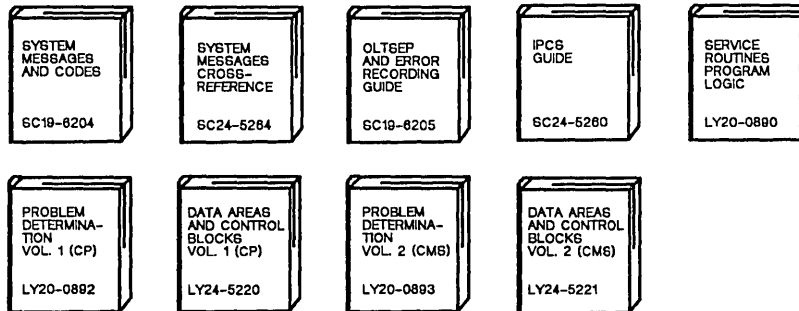 SYSTEM
MESSAGES
AND CODES
SC19-6204
SYSTEM
MESSAGES
CROSS-
REFERENCE
SC24-5264
OLTSEP
AND ERROR
RECORDING
GUIDE
SC19-6205
IPCS
GUIDE
SC24-5260
SERVICE
ROUTINES
PROGRAM
LOGIC
LY20-0890
PROBLEM
DETERMINA-
TION
VOL. 1 (CP)
LY20-0892
DATA AREAS
AND CONTROL
BLOCKS
VOL. 1 (CP)
LY24-5220
PROBLEM
DETERMINA-
TION
VOL. 2 (CMS)
LY20-0893
DATA AREAS
AND CONTROL
BLOCKS
VOL. 2 (CMS)
LY24-5221